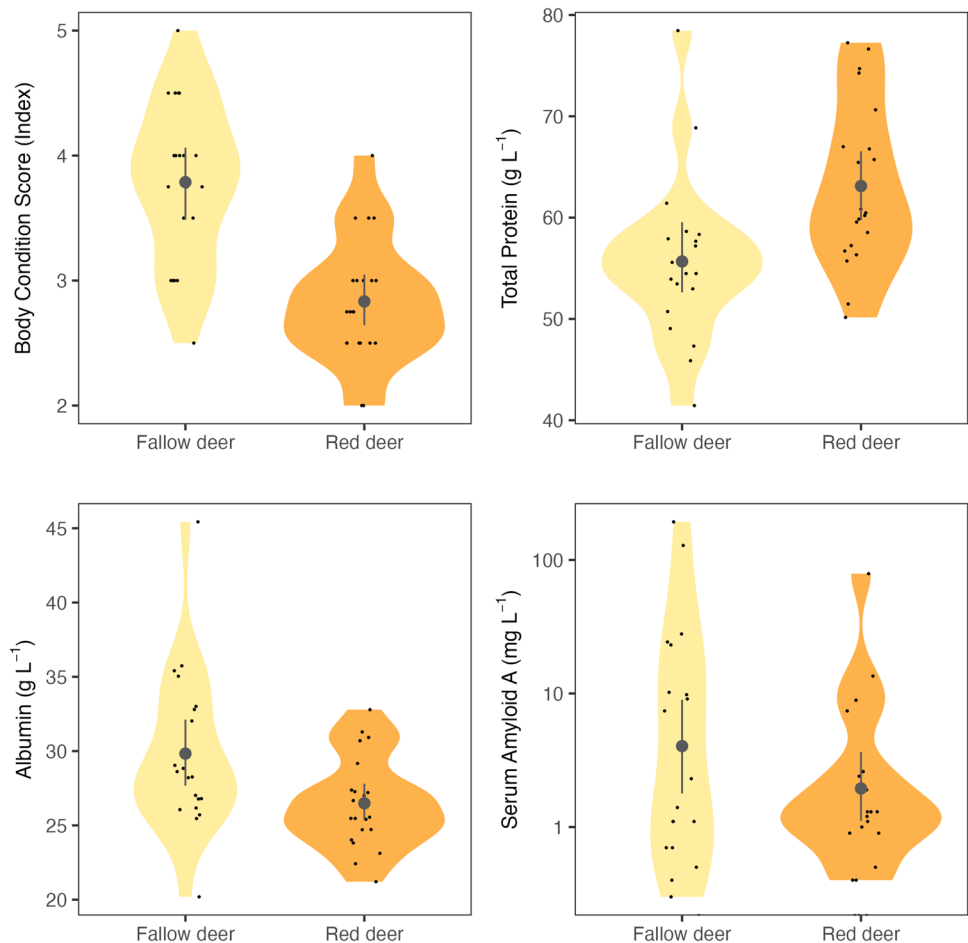 Body Condition Score (Index)
5
4
3
2
Fallow deer
Red deer
Total Protein (g L⁻¹)
80
70
60
50
40
Fallow deer
Red deer
Albumin (g L⁻¹)
45
40
35
30
25
20
Fallow deer
Red deer
Serum Amyloid A (mg L⁻¹)
100
10
1
Fallow deer
Red deer